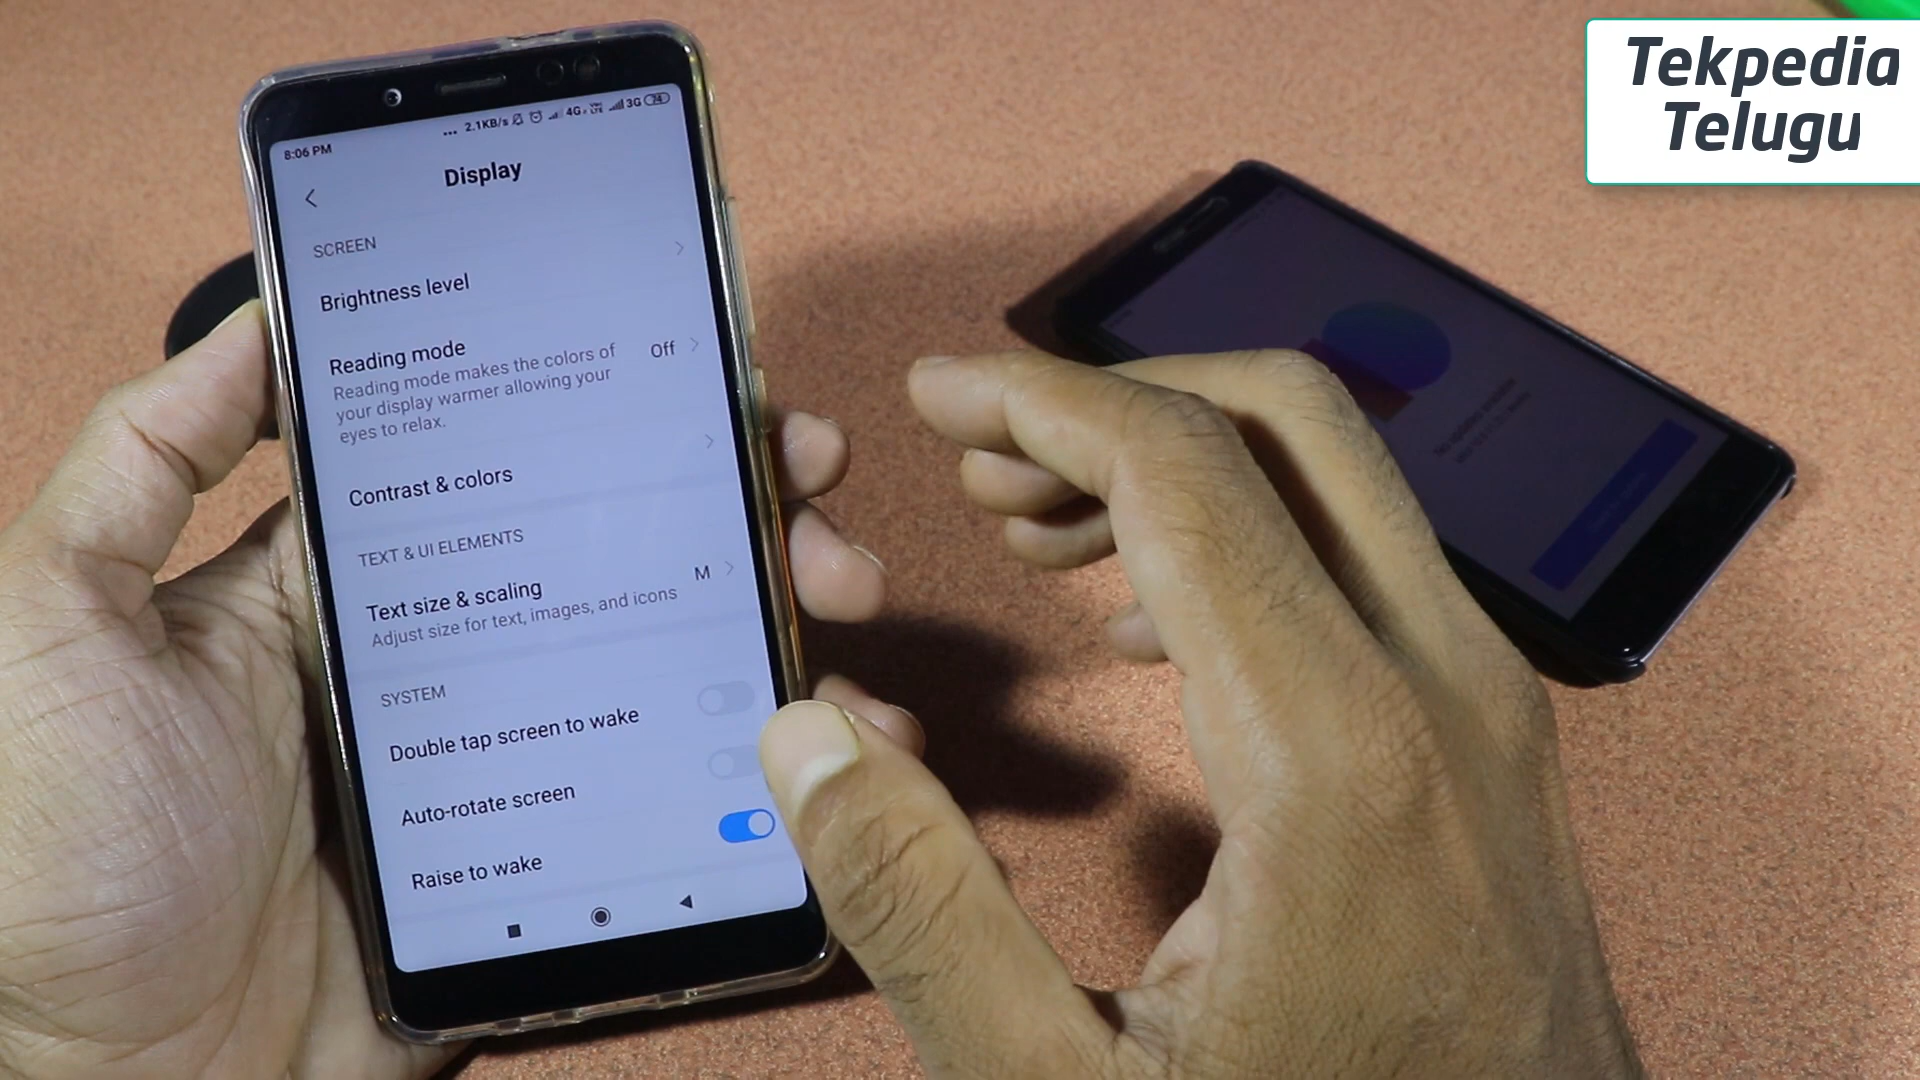 Tekpedia
Telugu
8:06 PM
... 2.1KB/s 4G Vo LTE 3G 74
Display
SCREEN
Brightness level
Reading mode
Reading mode makes the colors of
your display warmer allowing your
eyes to relax.
Off
Contrast & colors
TEXT & UI ELEMENTS
Text size & scaling
Adjust size for text, images, and icons
M
SYSTEM
Double tap screen to wake
Auto-rotate screen
Raise to wake